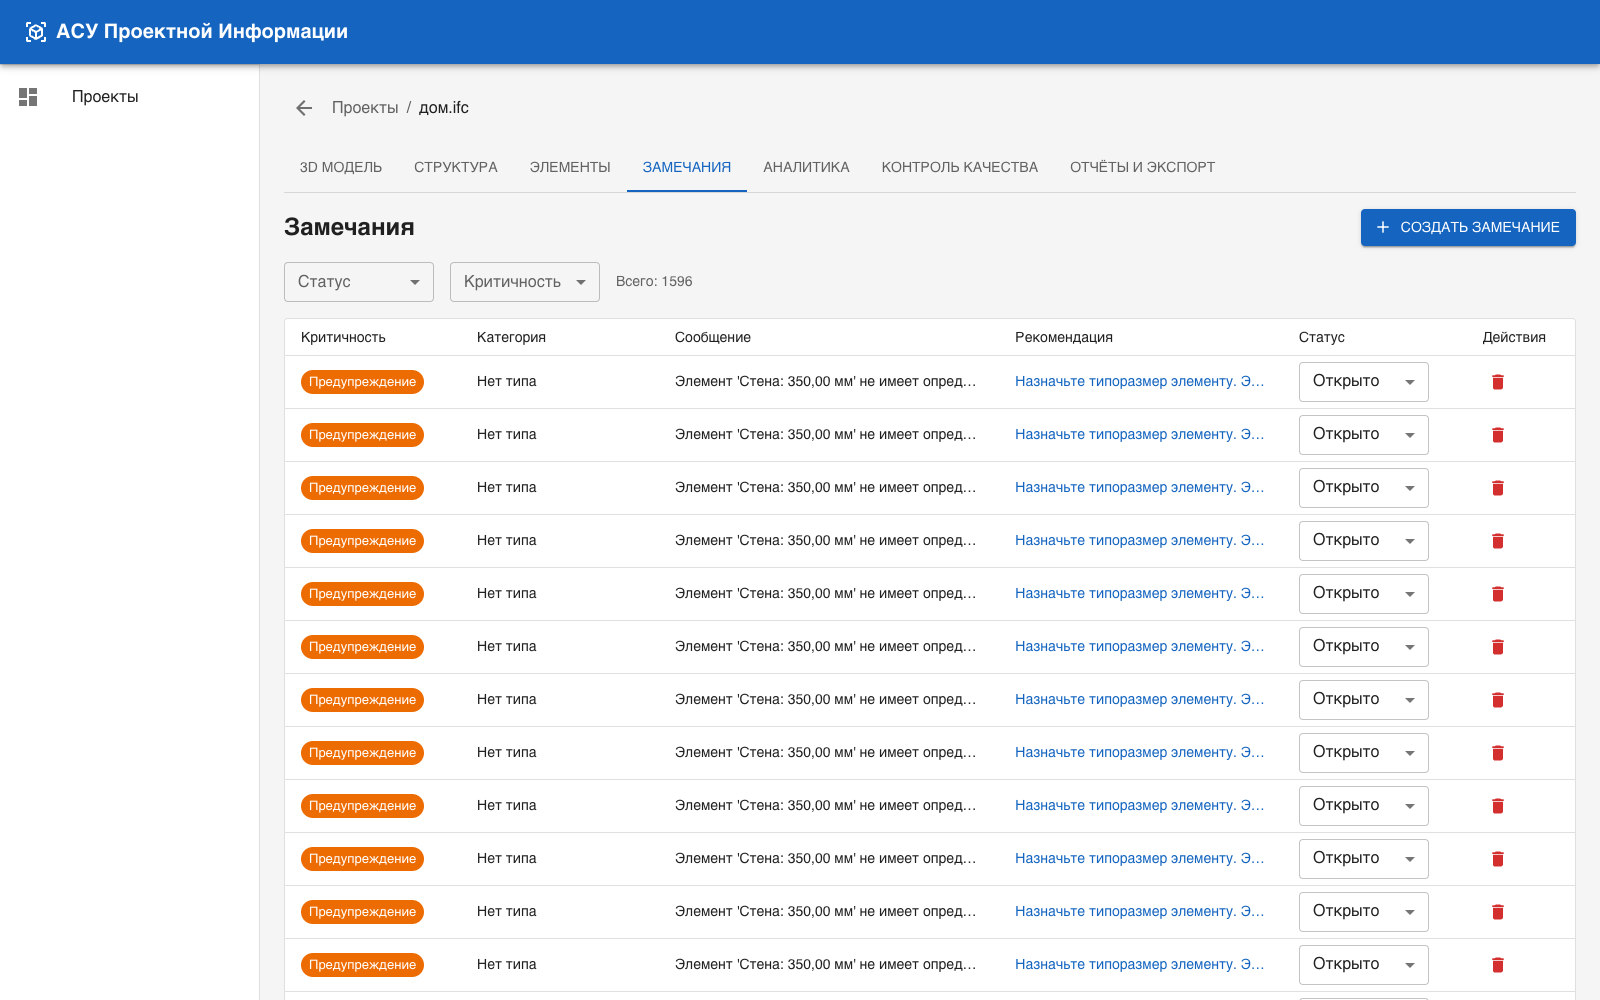 АСУ Проектной Информации
Проекты
Проекты / дом.ifc
3D МОДЕЛЬ СТРУКТУРА ЭЛЕМЕНТЫ ЗАМЕЧАНИЯ АНАЛИТИКА КОНТРОЛЬ КАЧЕСТВА ОТЧЁТЫ И ЭКСПОРТ
Замечания
СОЗДАТЬ ЗАМЕЧАНИЕ
Статус Критичность Всего: 1596
Критичность Категория Сообщение Рекомендация Статус Действия
Предупреждение Нет типа Элемент 'Стена: 350,00 мм' не имеет опред… Назначьте типоразмер элементу. Э… Открыто
Предупреждение Нет типа Элемент 'Стена: 350,00 мм' не имеет опред… Назначьте типоразмер элементу. Э… Открыто
Предупреждение Нет типа Элемент 'Стена: 350,00 мм' не имеет опред… Назначьте типоразмер элементу. Э… Открыто
Предупреждение Нет типа Элемент 'Стена: 350,00 мм' не имеет опред… Назначьте типоразмер элементу. Э… Открыто
Предупреждение Нет типа Элемент 'Стена: 350,00 мм' не имеет опред… Назначьте типоразмер элементу. Э… Открыто
Предупреждение Нет типа Элемент 'Стена: 350,00 мм' не имеет опред… Назначьте типоразмер элементу. Э… Открыто
Предупреждение Нет типа Элемент 'Стена: 350,00 мм' не имеет опред… Назначьте типоразмер элементу. Э… Открыто
Предупреждение Нет типа Элемент 'Стена: 350,00 мм' не имеет опред… Назначьте типоразмер элементу. Э… Открыто
Предупреждение Нет типа Элемент 'Стена: 350,00 мм' не имеет опред… Назначьте типоразмер элементу. Э… Открыто
Предупреждение Нет типа Элемент 'Стена: 350,00 мм' не имеет опред… Назначьте типоразмер элементу. Э… Открыто
Предупреждение Нет типа Элемент 'Стена: 350,00 мм' не имеет опред… Назначьте типоразмер элементу. Э… Открыто
Предупреждение Нет типа Элемент 'Стена: 350,00 мм' не имеет опред… Назначьте типоразмер элементу. Э… Открыто